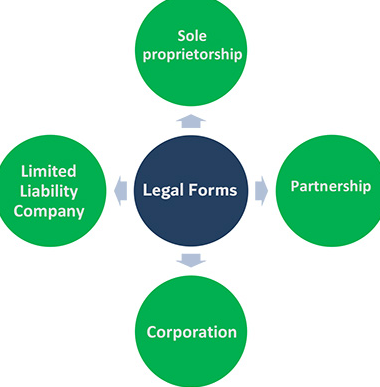 Sole
proprietorship
Limited
Liability
Company
Legal Forms
Partnership
Corporation